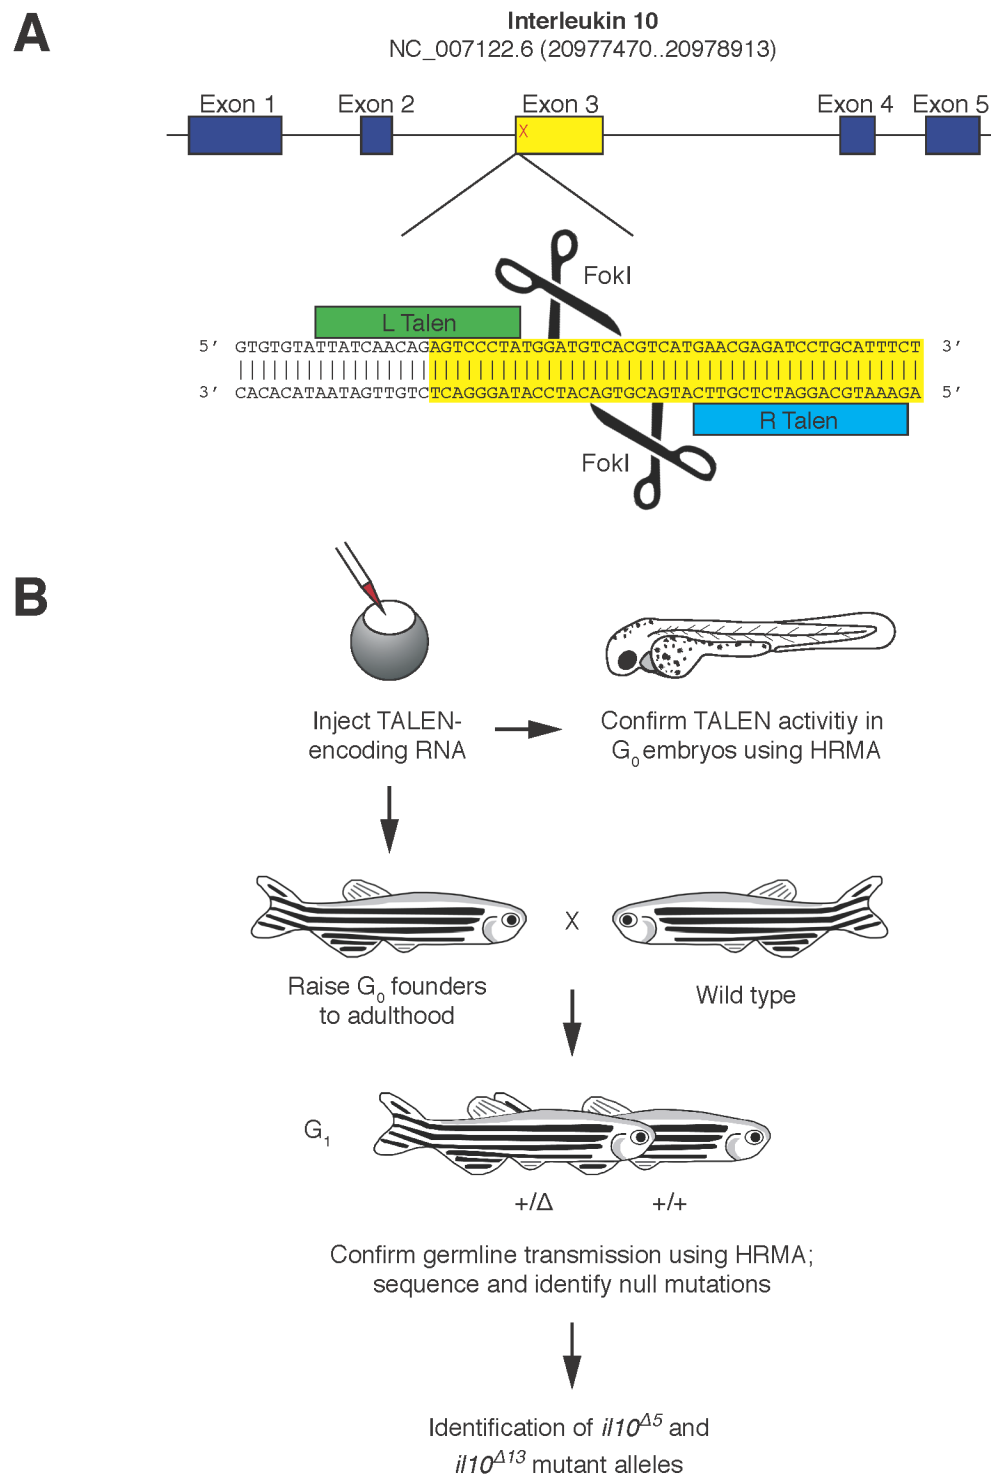 A
Interleukin 10
NC_007122.6 (20977470..20978913)
Exon 1 Exon 2 Exon 3 Exon 4 Exon 5
X
FokI
L Talen
5′ GTGTGTATTATCAACAGAGTCCCTATGGATGTCACGTCATGAACGAGATCCTGCATTTCT 3′
3′ CACACATAATAGTTGTCTCAGGGATACCTACAGTGCAGTACTTGCTCTAGGACGTAAAGA 5′
R Talen
FokI
B
Inject TALEN-
encoding RNA
Confirm TALEN activitiy in
G0 embryos using HRMA
X
Raise G0 founders
to adulthood
Wild type
G1
+/Δ +/+
Confirm germline transmission using HRMA;
sequence and identify null mutations
Identification of il10Δ5 and
il10Δ13 mutant alleles